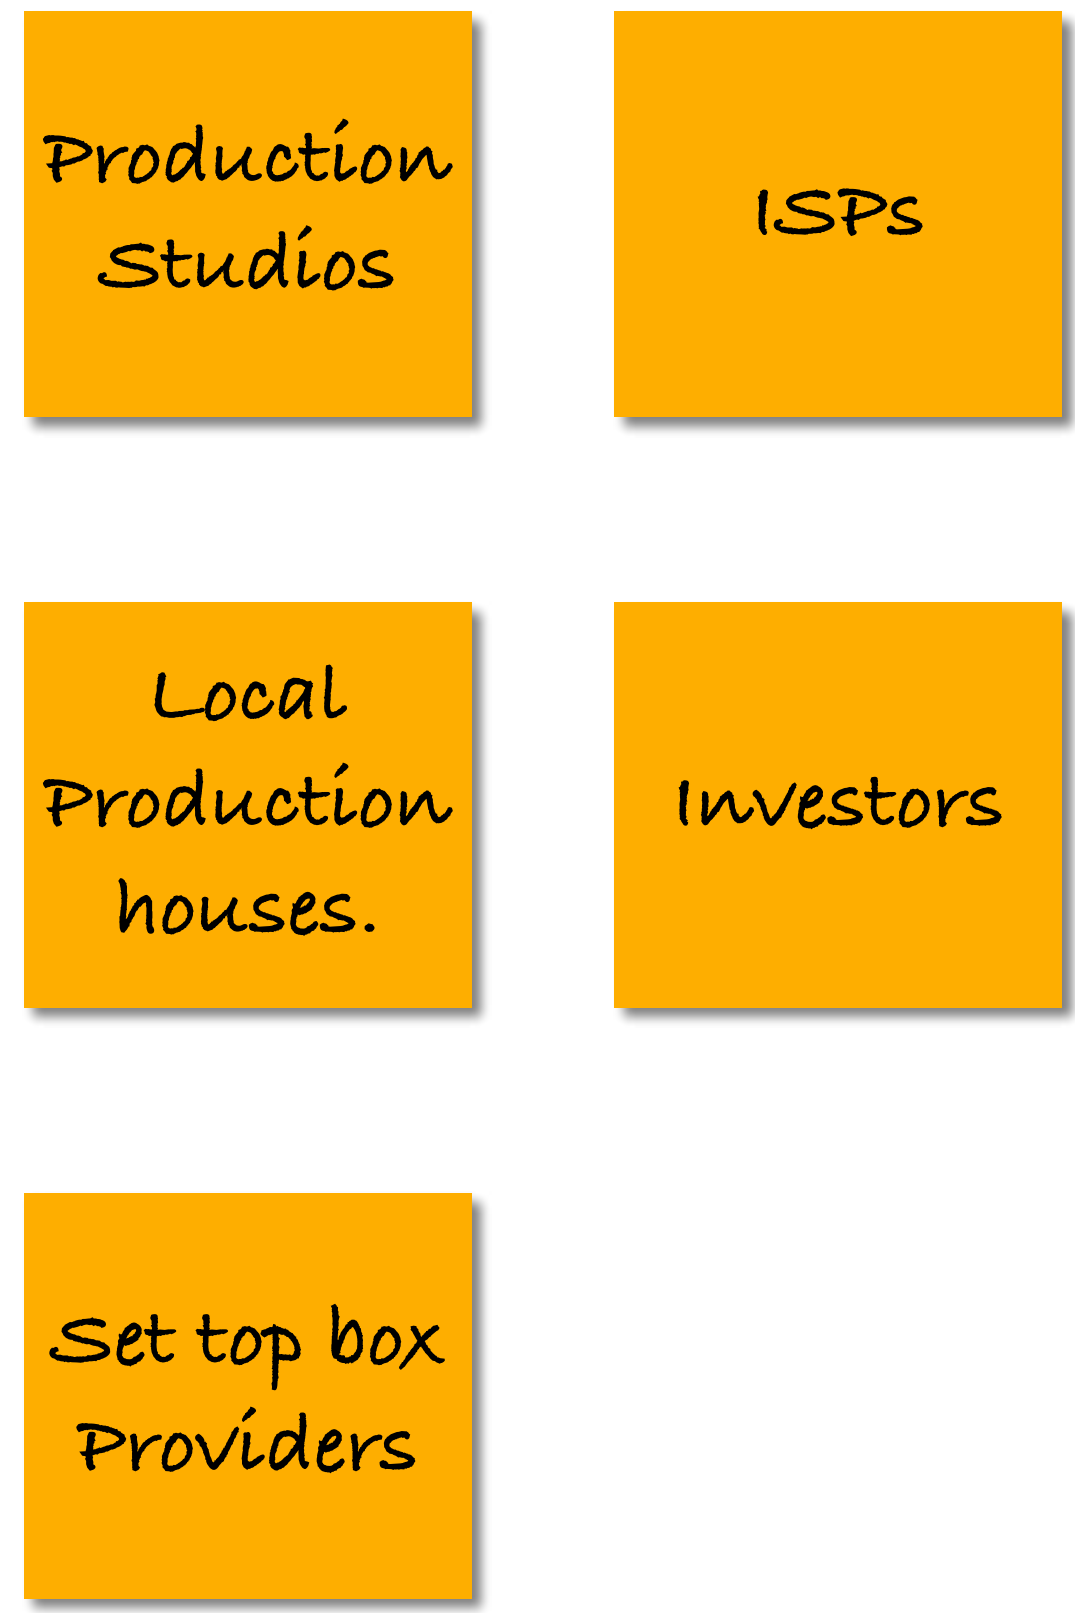 Production
Studios
ISPs
Local
Production
houses.
Investors
Set top box
Providers